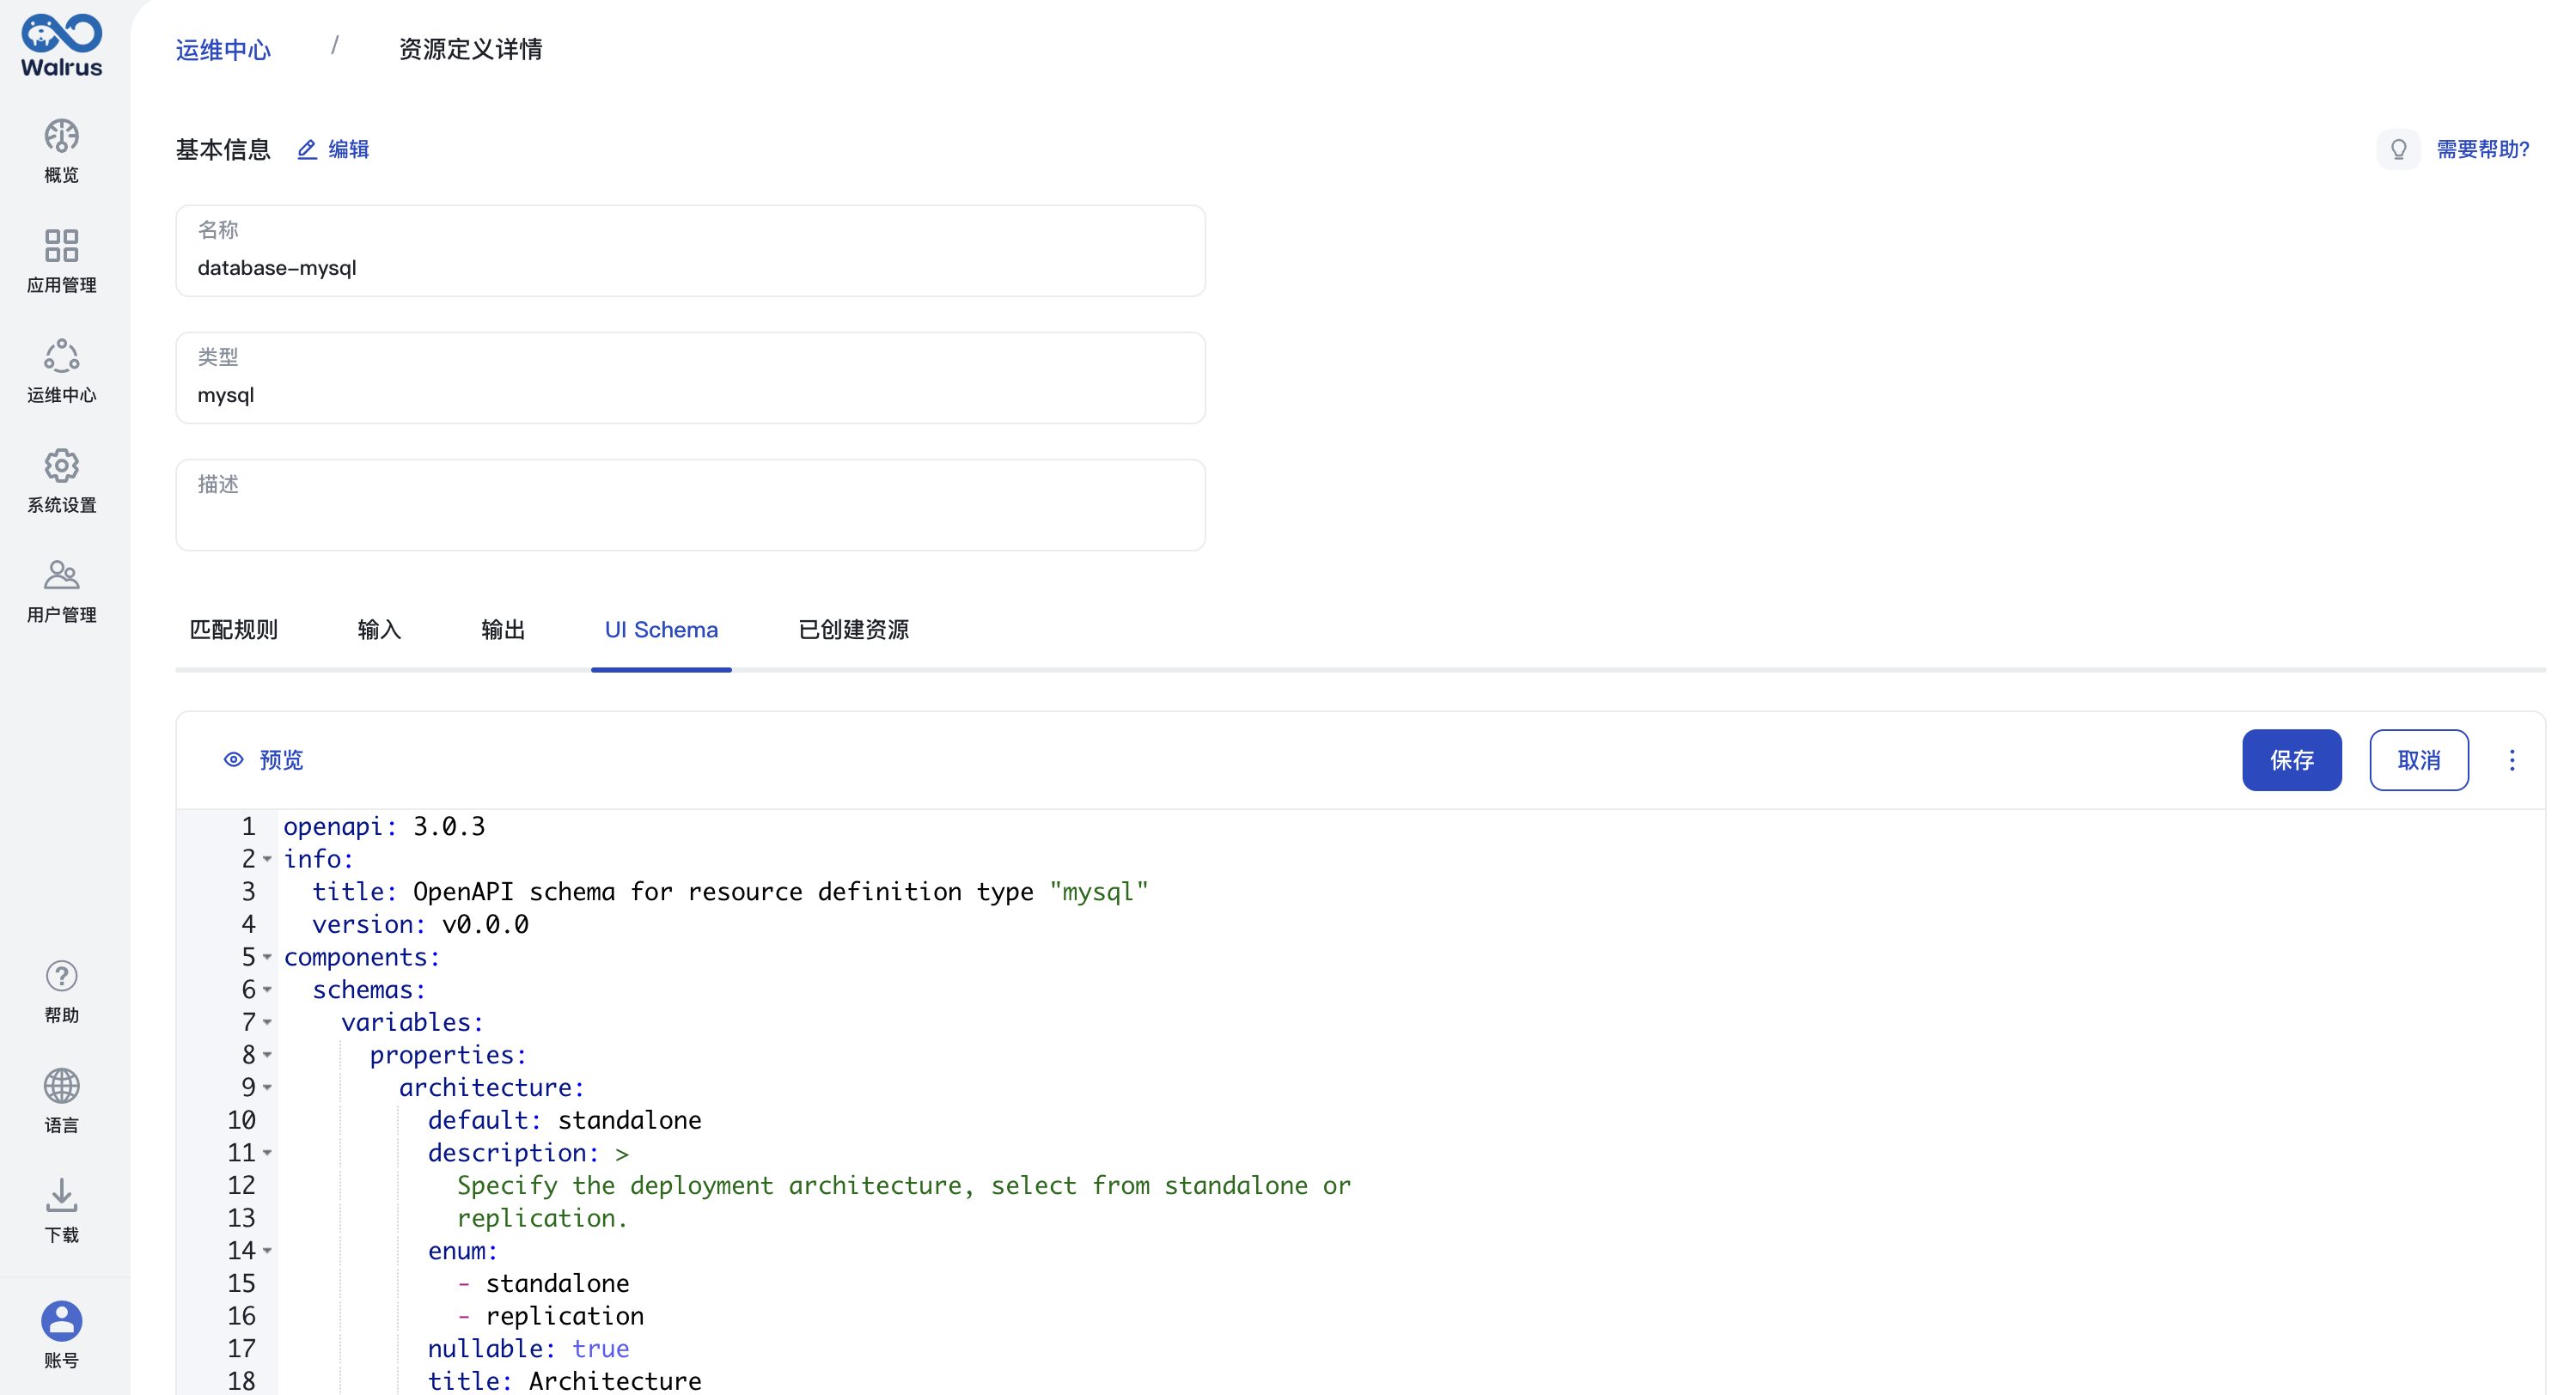 Walrus
概览
应用管理
运维中心
系统设置
用户管理
帮助
语言
下载
账号
运维中心 / 资源定义详情
基本信息 编辑
需要帮助?
名称
database-mysql
类型
mysql
描述
匹配规则 输入 输出 UI Schema 已创建资源
预览
保存 取消
1 openapi: 3.0.3
2 info:
3   title: OpenAPI schema for resource definition type "mysql"
4   version: v0.0.0
5 components:
6   schemas:
7     variables:
8       properties:
9         architecture:
10           default: standalone
11           description: >
12             Specify the deployment architecture, select from standalone or
13             replication.
14           enum:
15             - standalone
16             - replication
17           nullable: true
18           title: Architecture